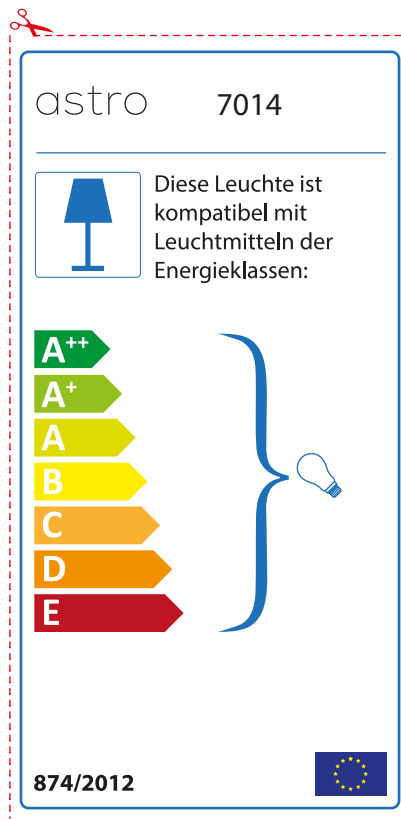 astro 7014
Diese Leuchte ist
kompatibel mit
Leuchtmitteln der
Energieklassen:
A++
A+
A
B
C
D
E
874/2012